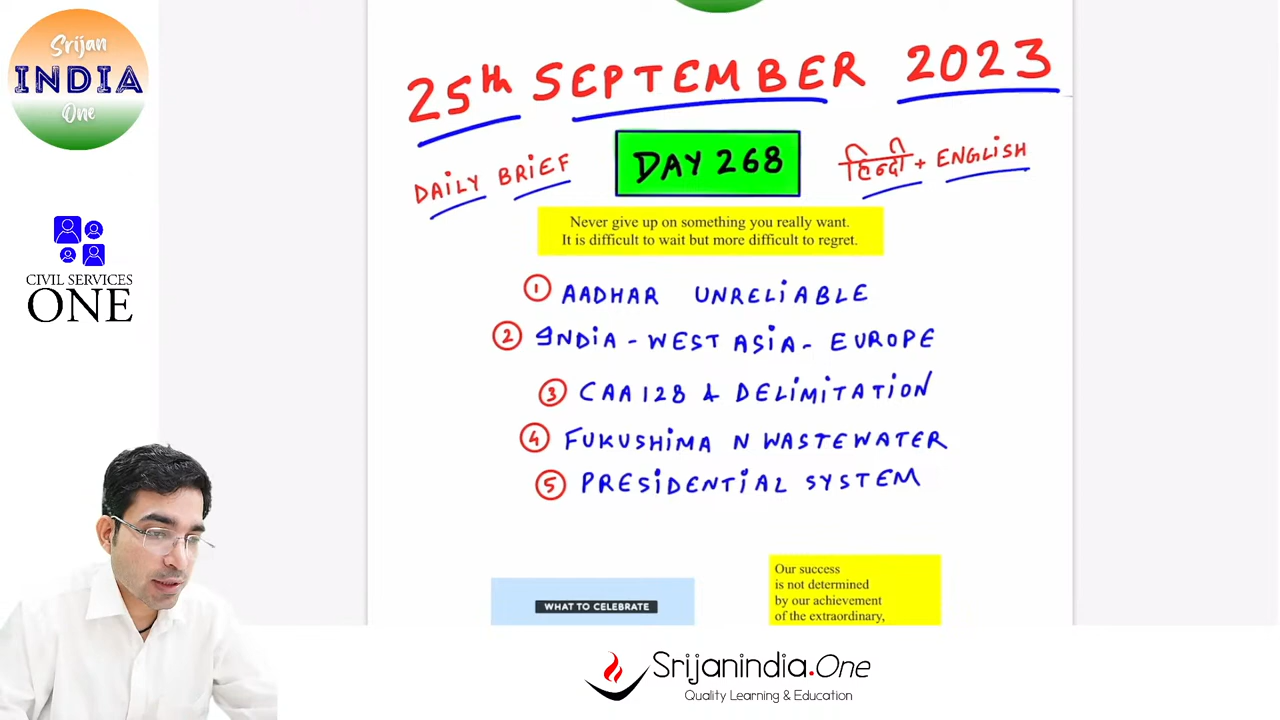 Srijan
INDIA
One
CIVIL SERVICES
ONE
25th SEPTEMBER 2023
DAILY BRIEF
DAY 268
हिन्दी + ENGLISH
Never give up on something you really want.
It is difficult to wait but more difficult to regret.
1 AADHAR UNRELIABLE
2 INDIA - WEST ASIA - EUROPE
3 CAA 128 & DELIMITATION
4 FUKUSHIMA N WASTEWATER
5 PRESIDENTIAL SYSTEM
WHAT TO CELEBRATE
Our success
is not determined
by our achievement
of the extraordinary,
Srijanindia.One
Quality Learning & Education